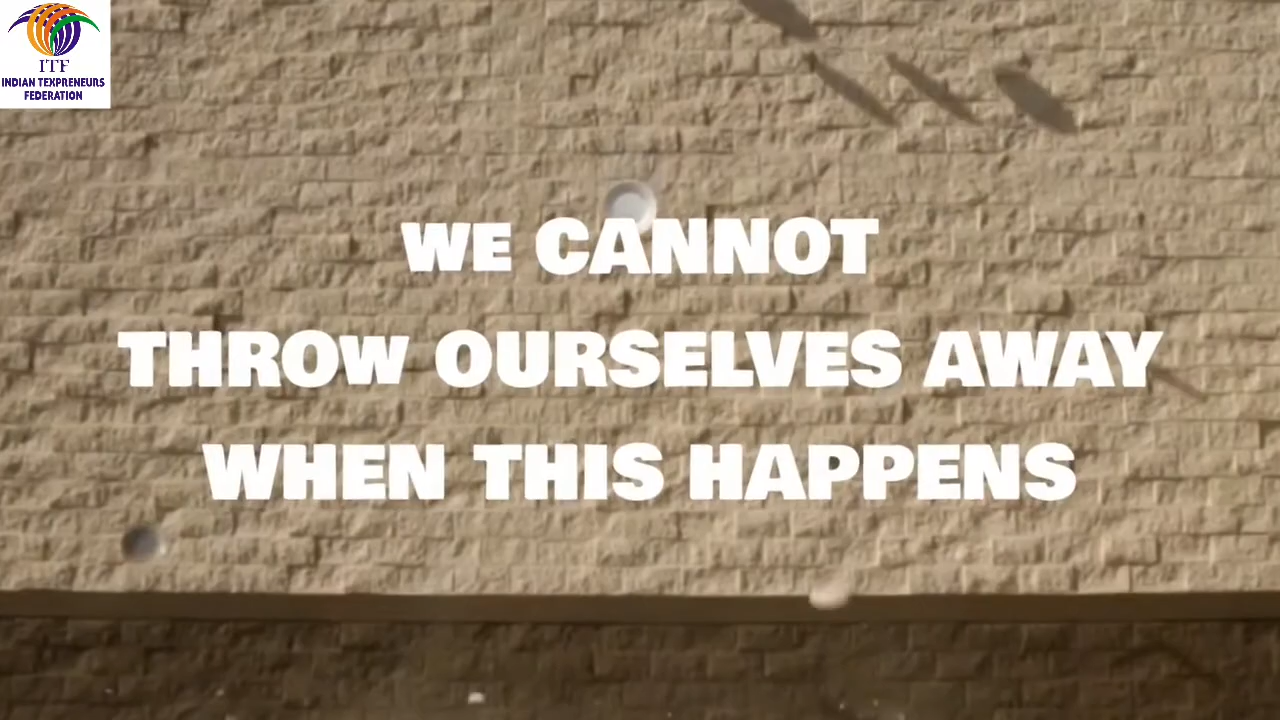 ITF
INDIAN TEXPRENEURS
FEDERATION
WE CANNOT
THROW OURSELVES AWAY
WHEN THIS HAPPENS